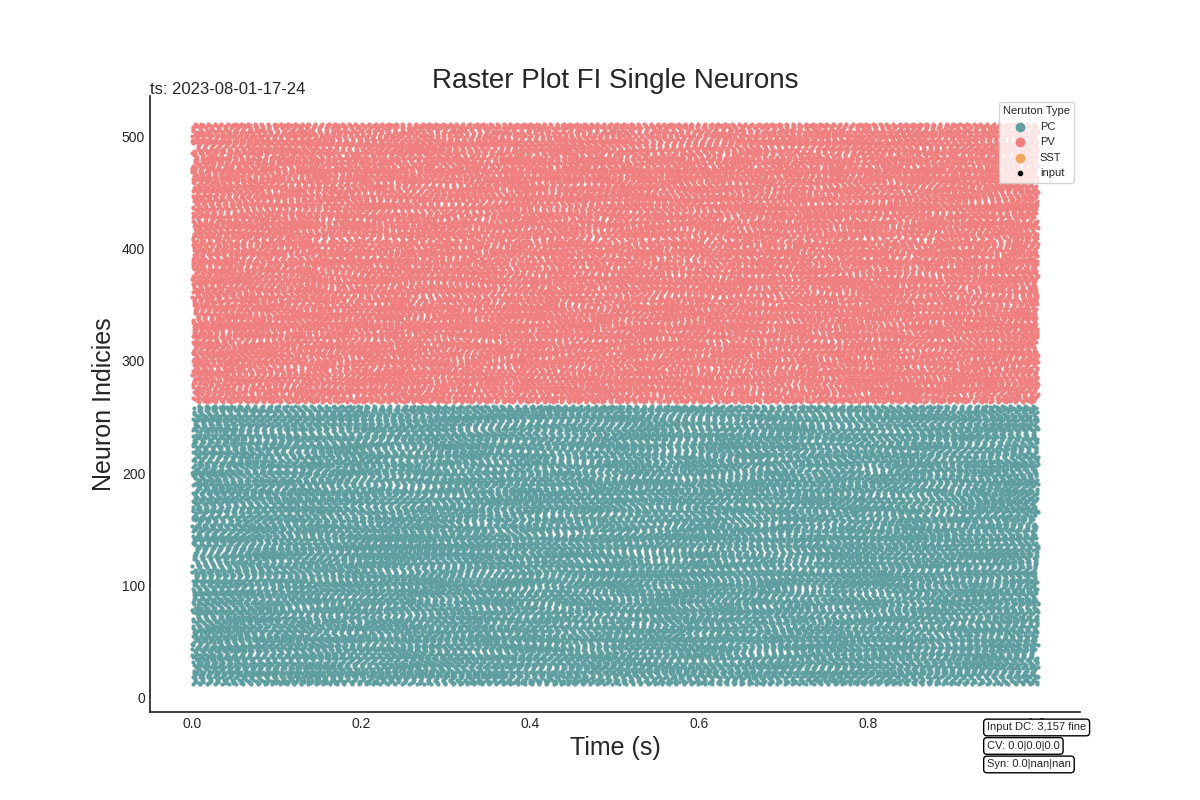 Raster Plot FI Single Neurons
ts: 2023-08-01-17-24
Neruton Type
PC
PV
SST
input
500
400
300
200
100
0
Neuron Indicies
0.0 0.2 0.4 0.6 0.8
Time (s)
Input DC: 3,157 fine
CV: 0.0|0.0|0.0
Syn: 0.0|nan|nan